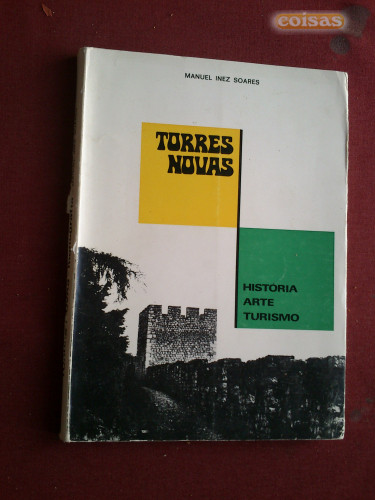 coisas
MANUEL INEZ SOARES
TORRES
NOVAS
HISTÓRIA
ARTE
TURISMO